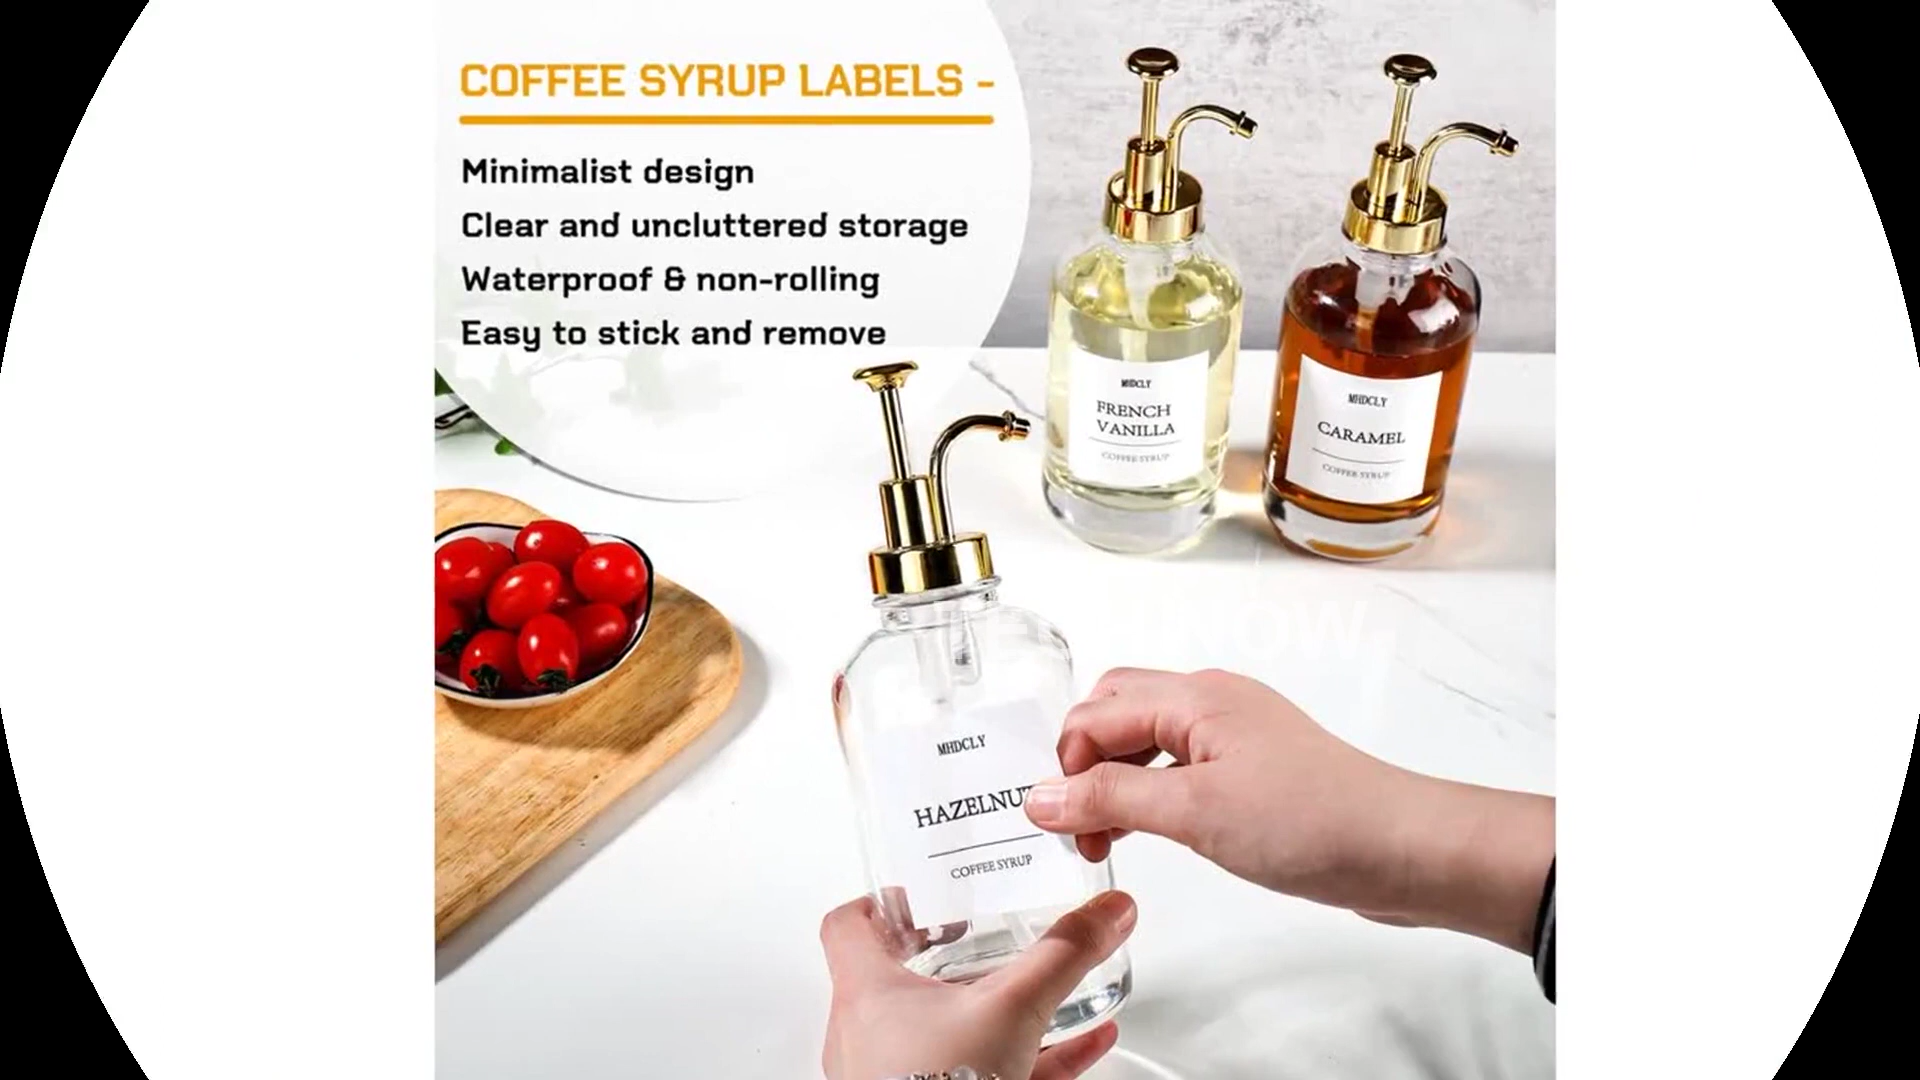 COFFEE SYRUP LABELS -
Minimalist design
Clear and uncluttered storage
Waterproof & non-rolling
Easy to stick and remove
MHDCLY
FRENCH
VANILLA
COFFEE SYRUP
MHDCLY
CARAMEL
COFFEE SYRUP
MHDCLY
HAZELNUT
COFFEE SYRUP